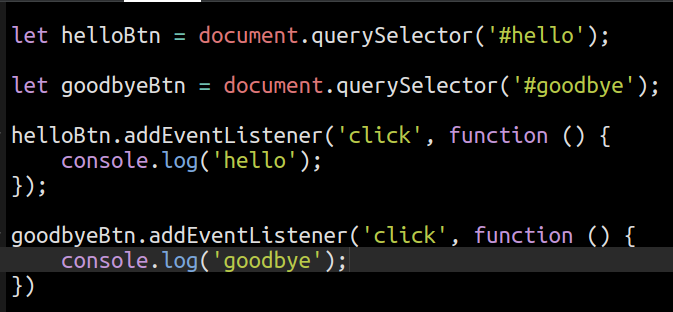 let helloBtn = document.querySelector('#hello');
let goodbyeBtn = document.querySelector('#goodbye');
helloBtn.addEventListener('click', function () {
    console.log('hello');
});
goodbyeBtn.addEventListener('click', function () {
    console.log('goodbye');
})